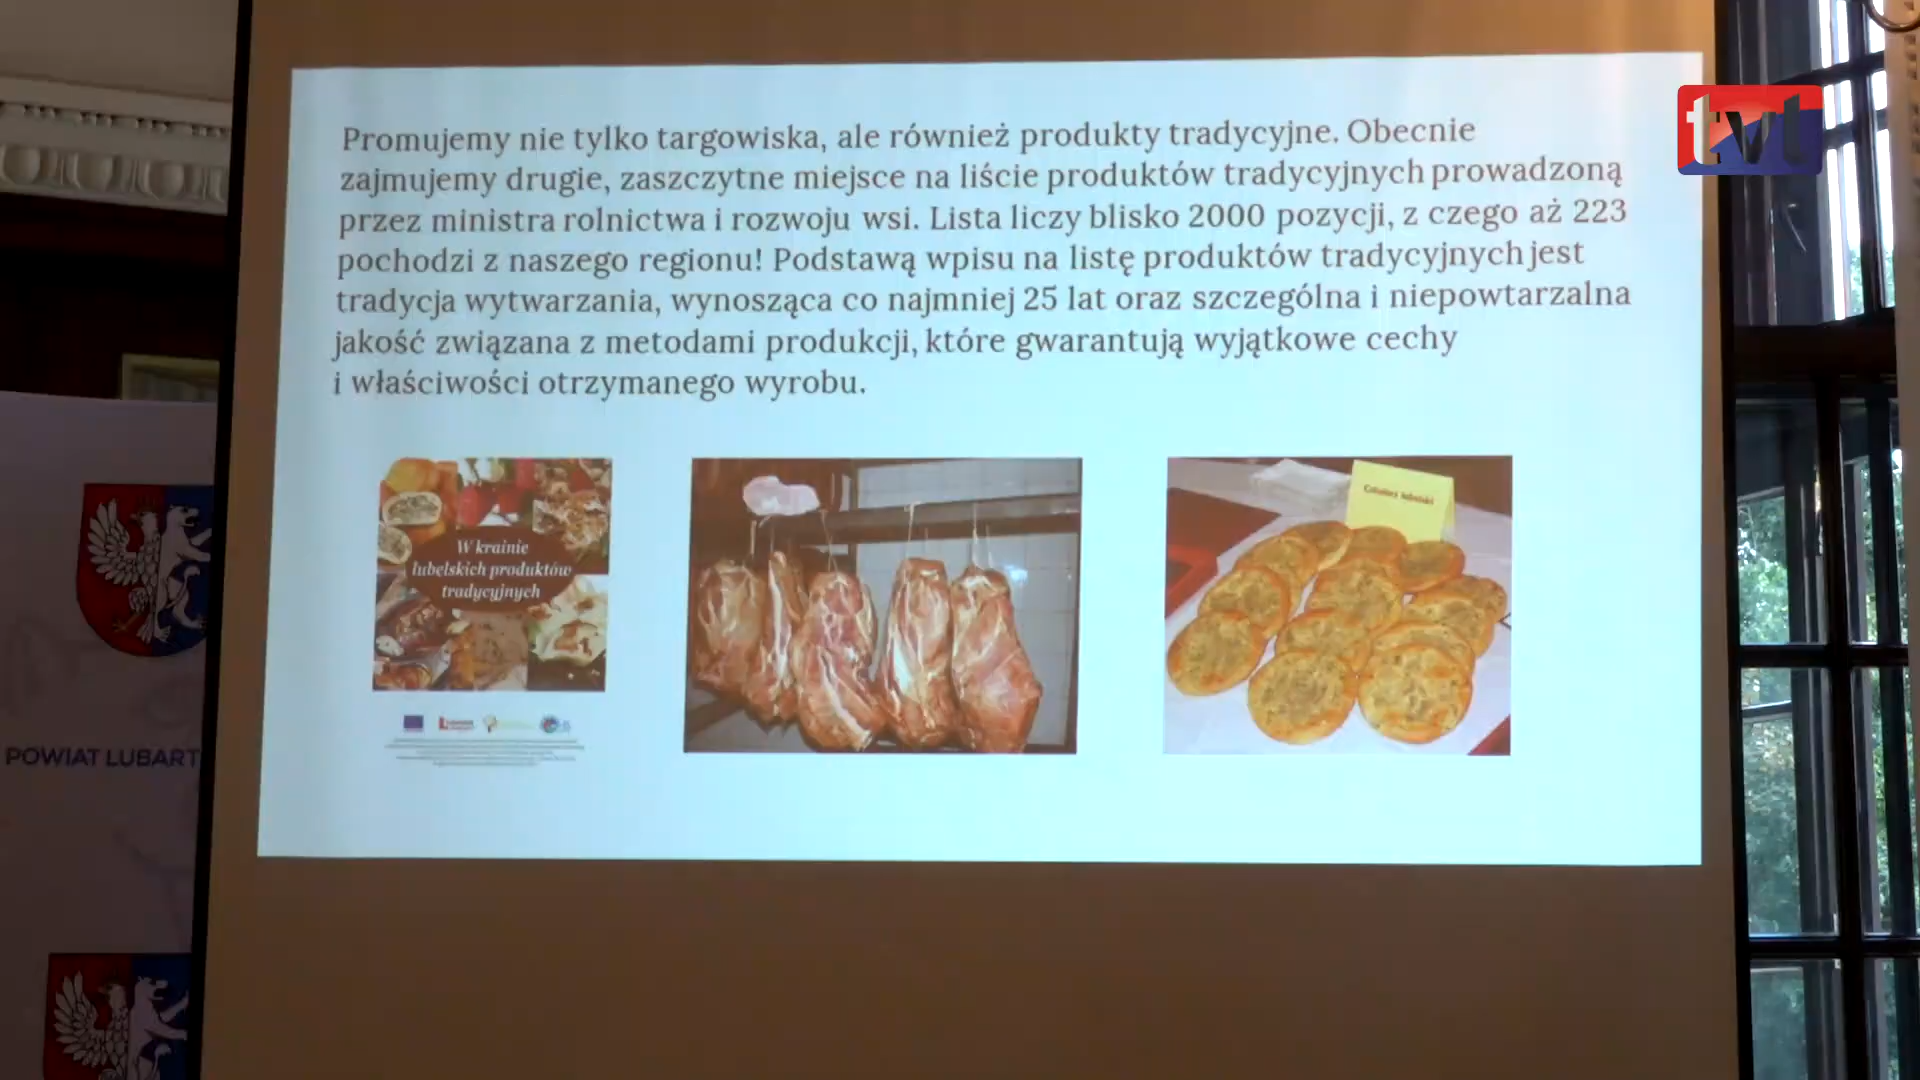 Promujemy nie tylko targowiska, ale również produkty tradycyjne. Obecnie
zajmujemy drugie, zaszczytne miejsce na liście produktów tradycyjnych prowadzoną
przez ministra rolnictwa i rozwoju wsi. Lista liczy blisko 2000 pozycji, z czego aż 223
pochodzi z naszego regionu! Podstawą wpisu na listę produktów tradycyjnych jest
tradycja wytwarzania, wynosząca co najmniej 25 lat oraz szczególna i niepowtarzalna
jakość związana z metodami produkcji, które gwarantują wyjątkowe cechy
i właściwości otrzymanego wyrobu.
W krainie
lubelskich produktów
tradycyjnych
POWIAT LUBART
tvt